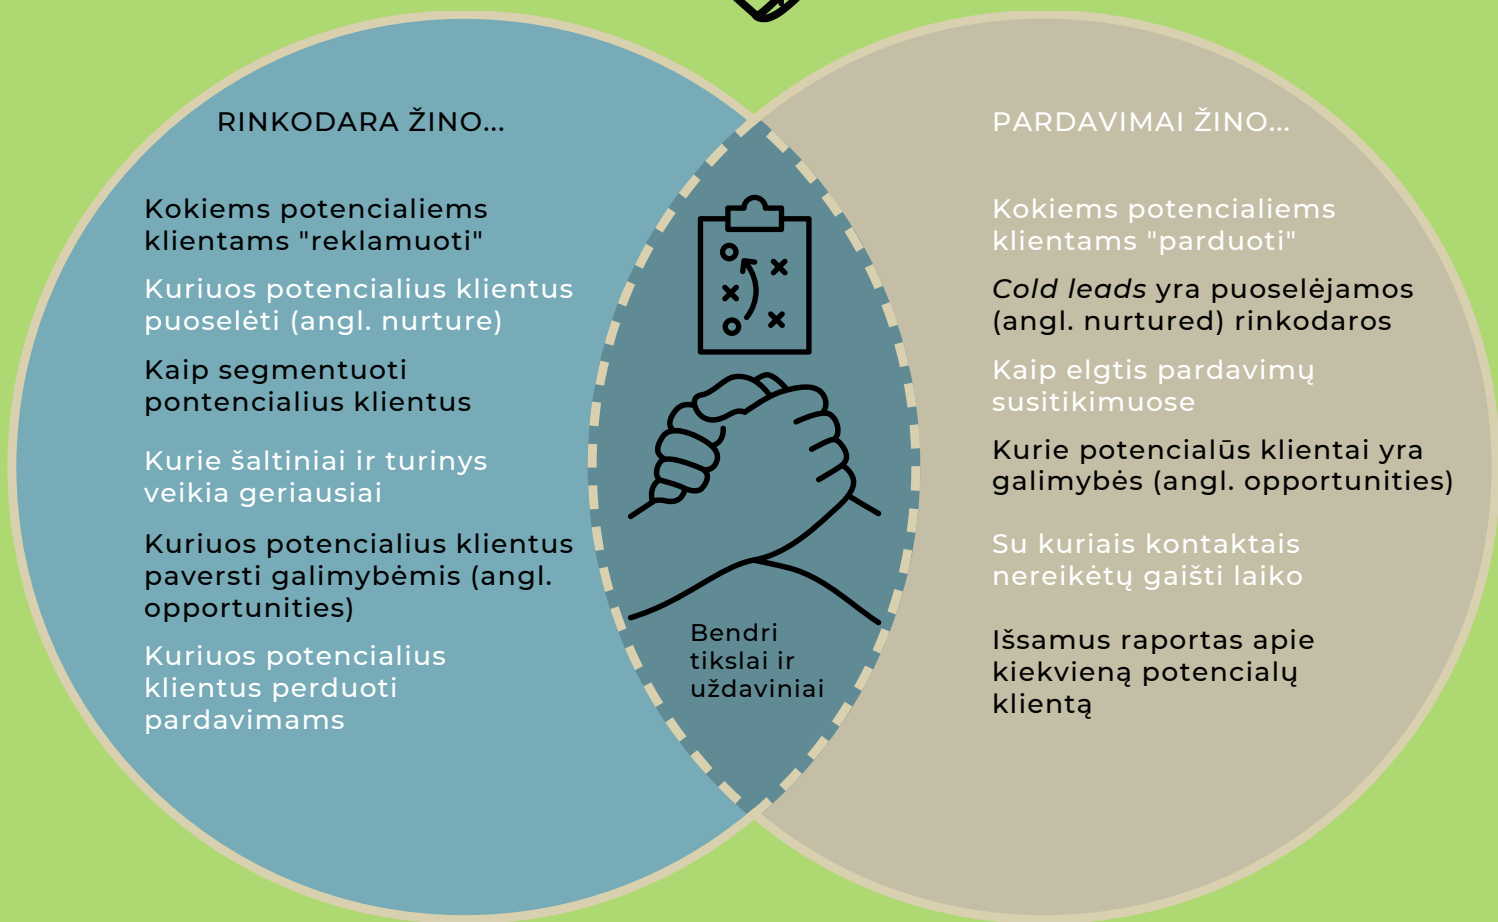 RINKODARA ŽINO...
Kokiems potencialiems
klientams "reklamuoti"
Kuriuos potencialius klientus
puoselėti (angl. nurture)
Kaip segmentuoti
pontencialius klientus
Kurie šaltiniai ir turinys
veikia geriausiai
Kuriuos potencialius klientus
paversti galimybėmis (angl.
opportunities)
Kuriuos potencialius
klientus perduoti
pardavimams
Bendri
tikslai ir
uždaviniai
PARDAVIMAI ŽINO...
Kokiems potencialiems
klientams "parduoti"
Cold leads yra puoselėjamos
(angl. nurtured) rinkodaros
Kaip elgtis pardavimų
susitikimuose
Kurie potencialūs klientai yra
galimybės (angl. opportunities)
Su kuriais kontaktais
nereikėtų gaišti laiko
Išsamus raportas apie
kiekvieną potencialų
klientą